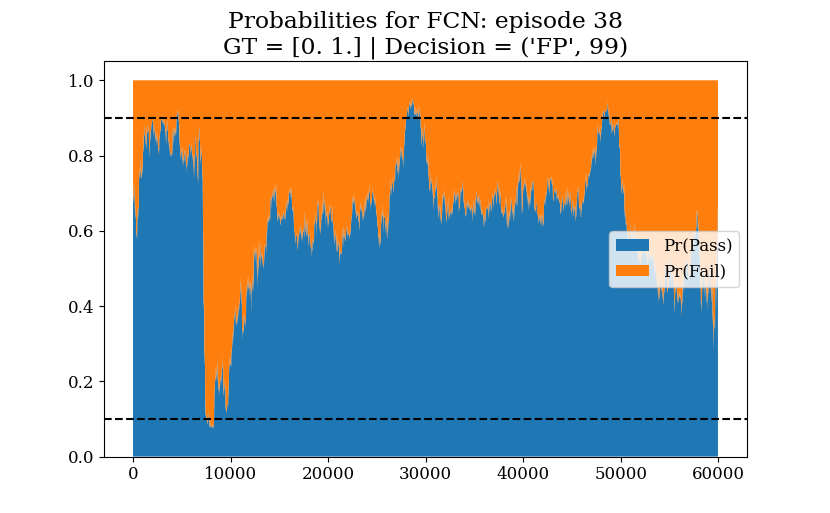 Probabilities for FCN: episode 38
GT = [0. 1.] | Decision = ('FP', 99)
1.0
0.8
0.6
0.4
0.2
0.0
Pr(Pass)
Pr(Fail)
0 10000 20000 30000 40000 50000 60000